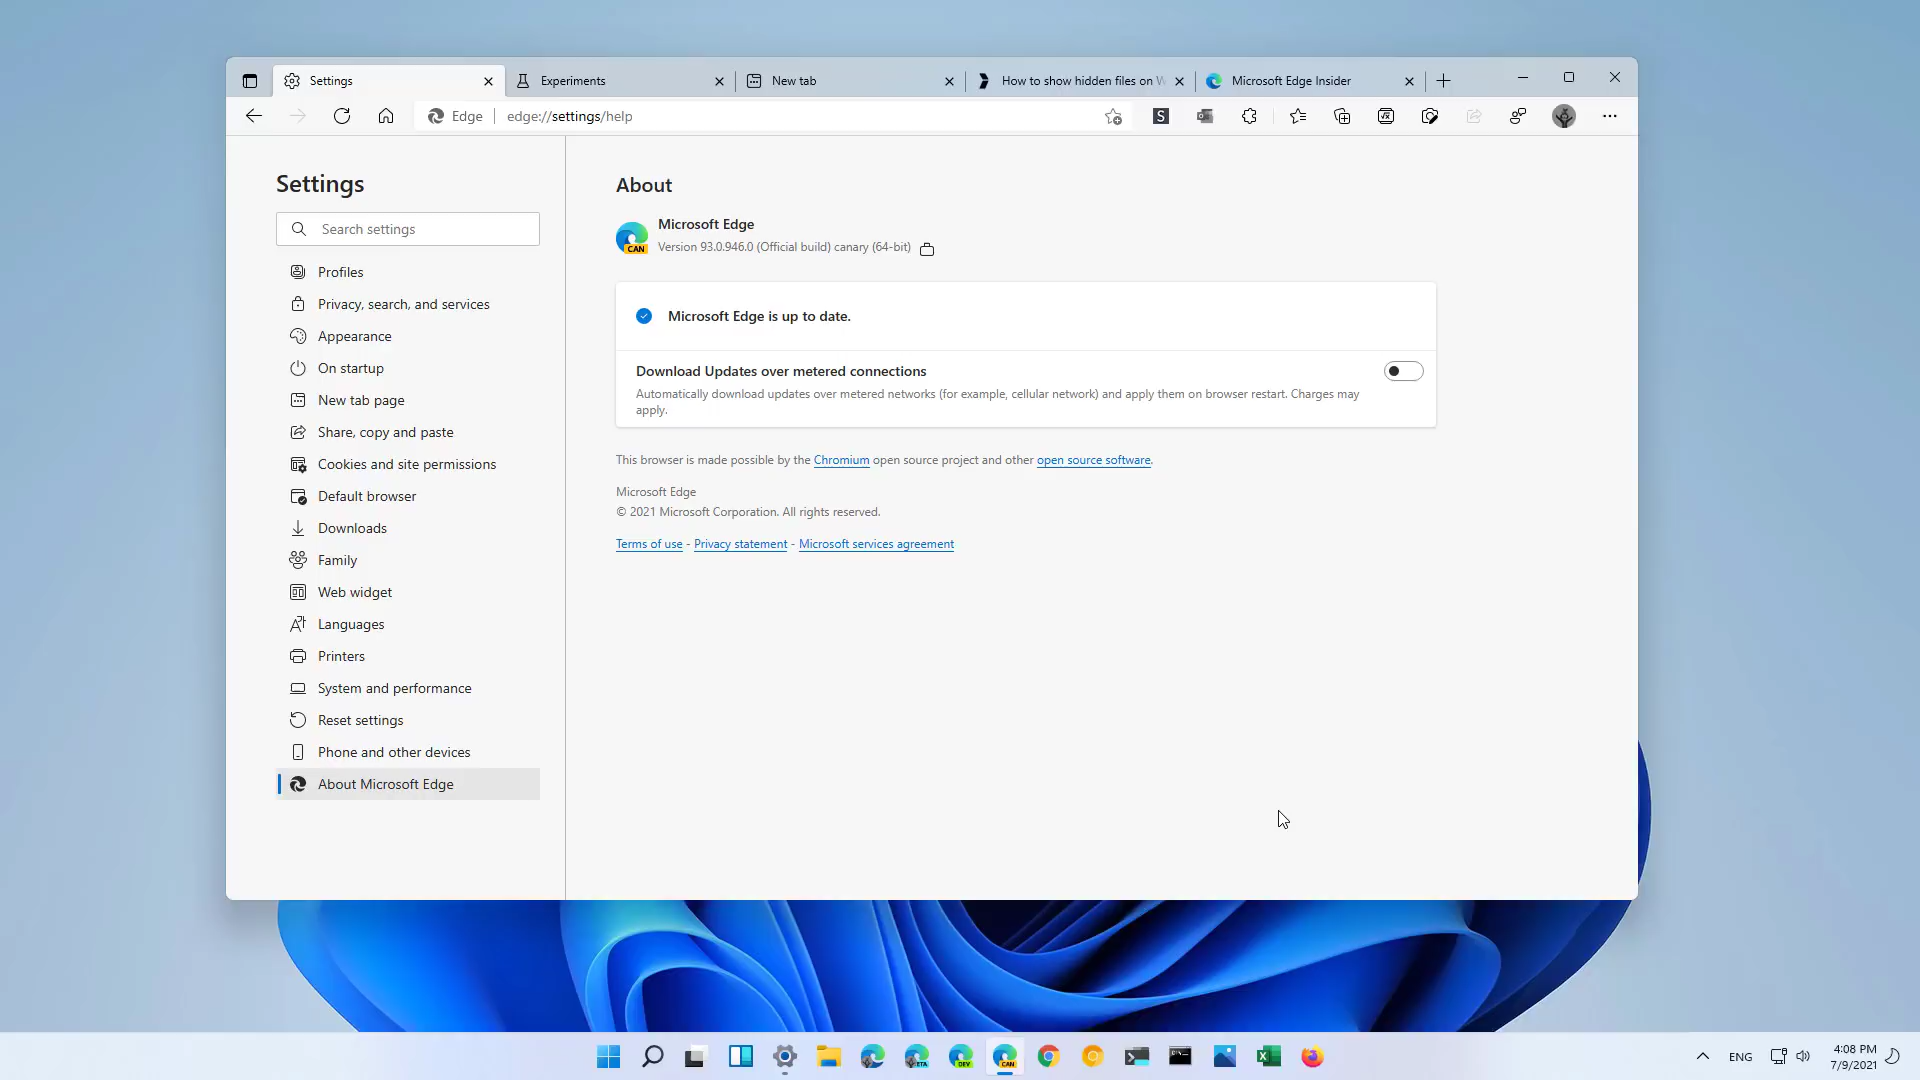 Settings
Experiments
New tab
How to show hidden files on W
Microsoft Edge Insider
Edge
edge://settings/help
S
Settings
Search settings
Profiles
Privacy, search, and services
Appearance
On startup
New tab page
Share, copy and paste
Cookies and site permissions
Default browser
Downloads
Family
Web widget
Languages
Printers
System and performance
Reset settings
Phone and other devices
About Microsoft Edge
About
Microsoft Edge
CAN
Version 93.0.946.0 (Official build) canary (64-bit)
Microsoft Edge is up to date.
Download Updates over metered connections
Automatically download updates over metered networks (for example, cellular network) and apply them on browser restart. Charges may
apply.
This browser is made possible by the Chromium open source project and other open source software.
Microsoft Edge
© 2021 Microsoft Corporation. All rights reserved.
Terms of use - Privacy statement - Microsoft services agreement
BETA
DEV
CAN
ENG
4:08 PM
7/9/2021